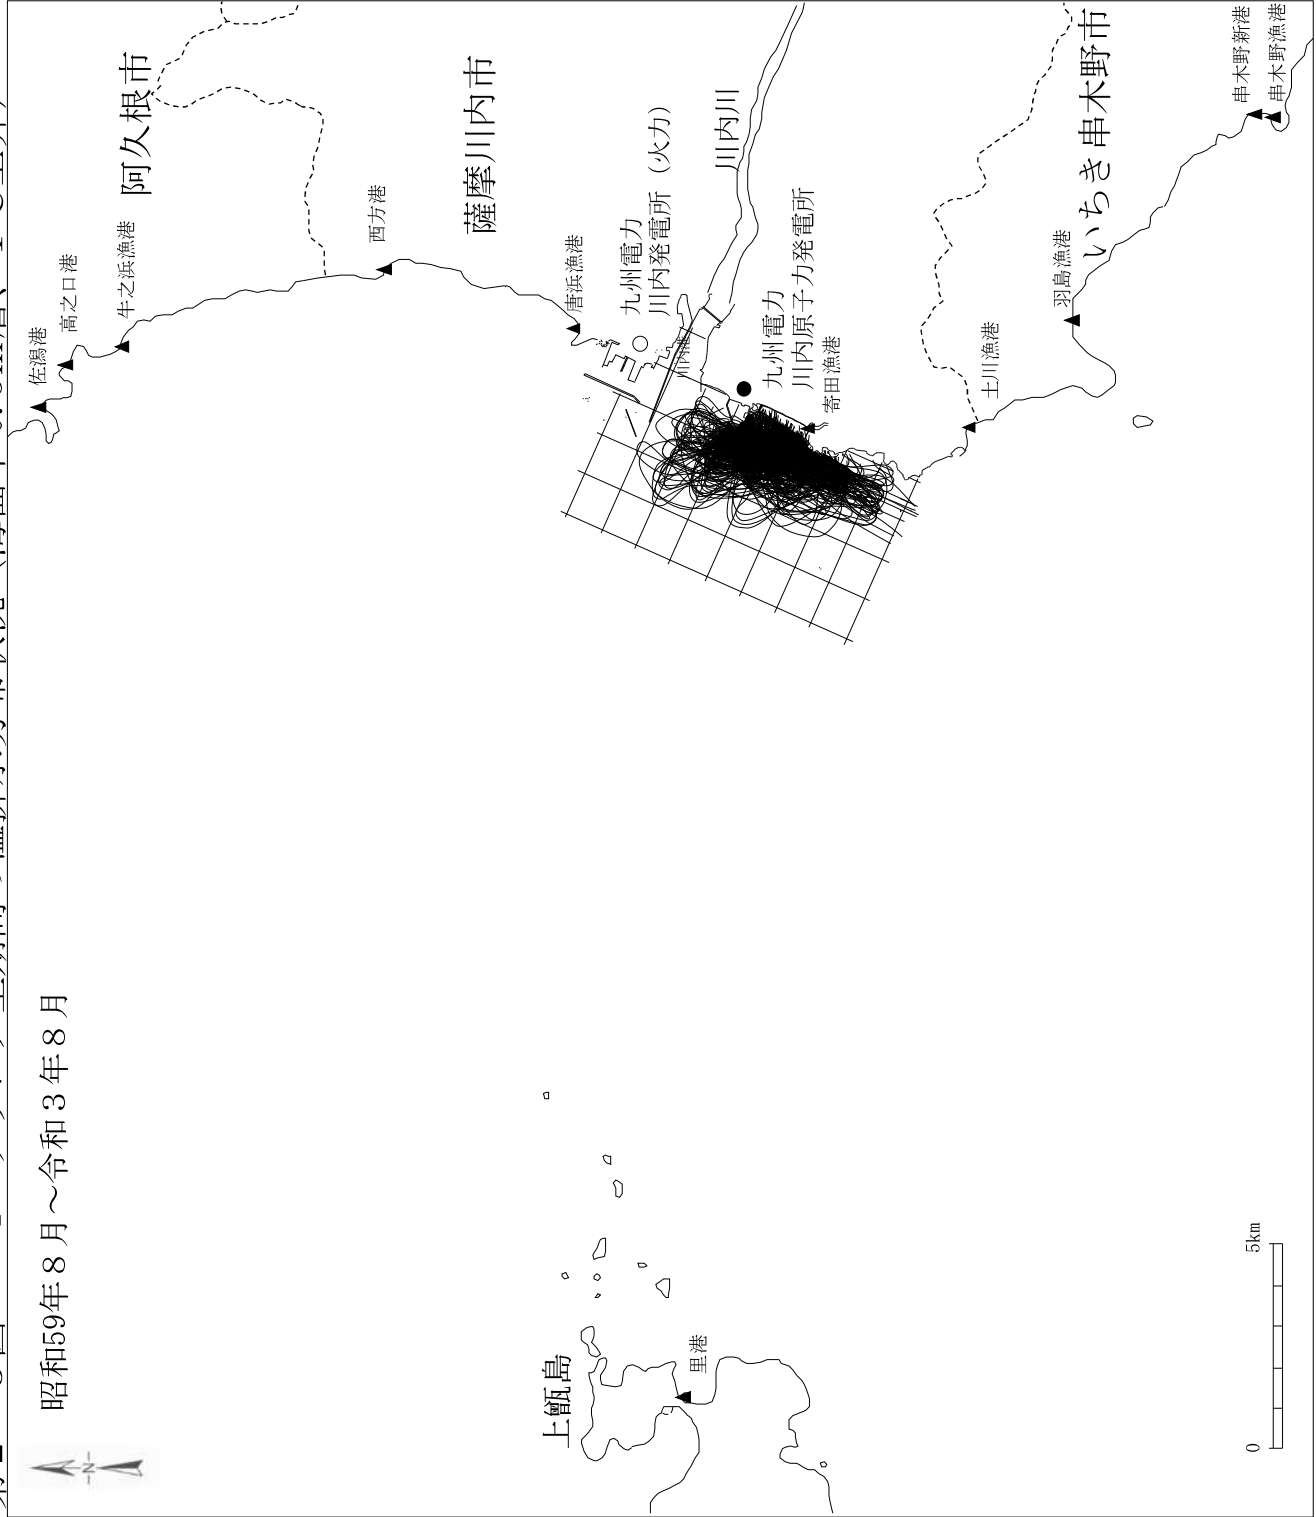 昭和59年８月～令和３年８月
N
佐潟港
高之口港
牛之浜漁港
阿久根市
西方港
薩摩川内市
唐浜漁港
九州電力
川内発電所（火力）
川内港
川内川
九州電力
川内原子力発電所
寄田漁港
土川漁港
羽島漁港
いちき串木野市
串木野新港
串木野漁港
上甑島
里港
0
5km